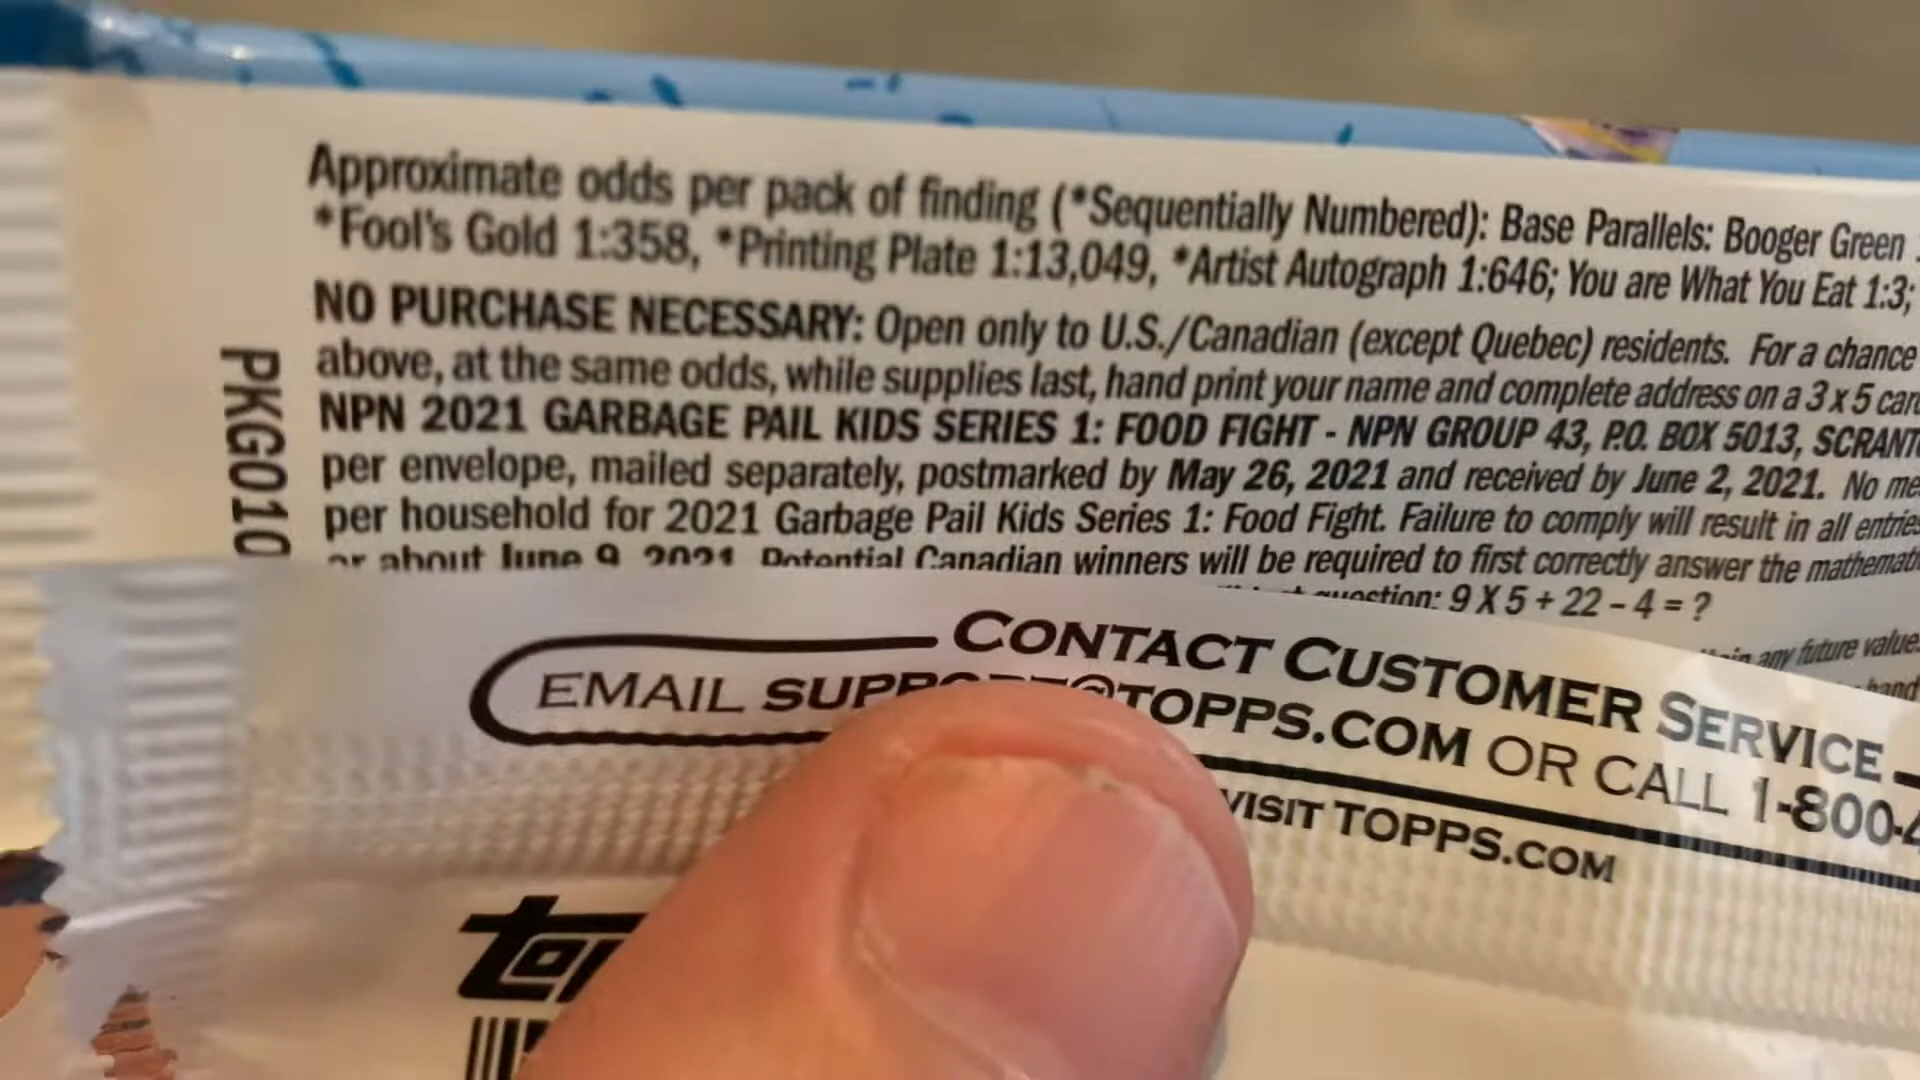 Approximate odds per pack of finding (*Sequentially Numbered): Base Parallels: Booger Green
*Fool's Gold 1:358, *Printing Plate 1:13,049, *Artist Autograph 1:646; You are What You Eat 1:3;
NO PURCHASE NECESSARY: Open only to U.S./Canadian (except Quebec) residents. For a chance
above, at the same odds, while supplies last, hand print your name and complete address on a 3 x 5
NPN 2021 GARBAGE PAIL KIDS SERIES 1: FOOD FIGHT - NPN GROUP 43, P.O. BOX 5013,
per envelope, mailed separately, postmarked by May 26, 2021 and received by June 2, 2021. No
per household for 2021 Garbage Pail Kids Series 1: Food Fight. Failure to comply will result in all entries
or about June 9, 2021. Potential Canadian winners will be required to first correctly answer the
question: 9 X 5 + 22 – 4 = ?
any future value
PKG010
CONTACT CUSTOMER SERVICE
EMAIL SUPPORT@TOPPS.COM OR CALL 1-800-
VISIT TOPPS.COM